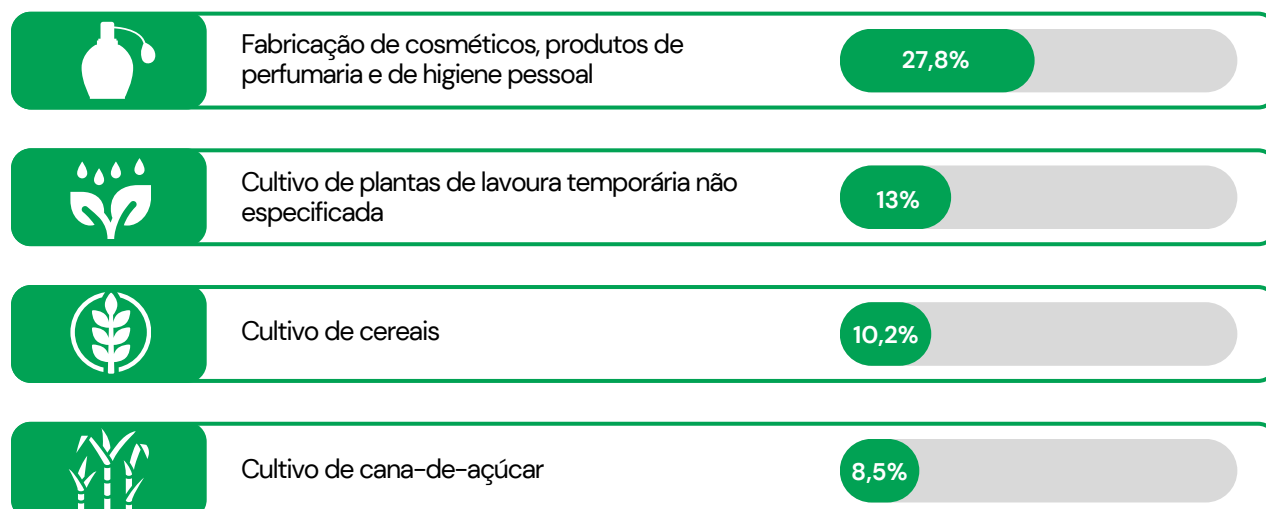 Fabricação de cosméticos, produtos de
perfumaria e de higiene pessoal
27,8%
Cultivo de plantas de lavoura temporária não
especificada
13%
Cultivo de cereais
10,2%
Cultivo de cana-de-açúcar
8,5%